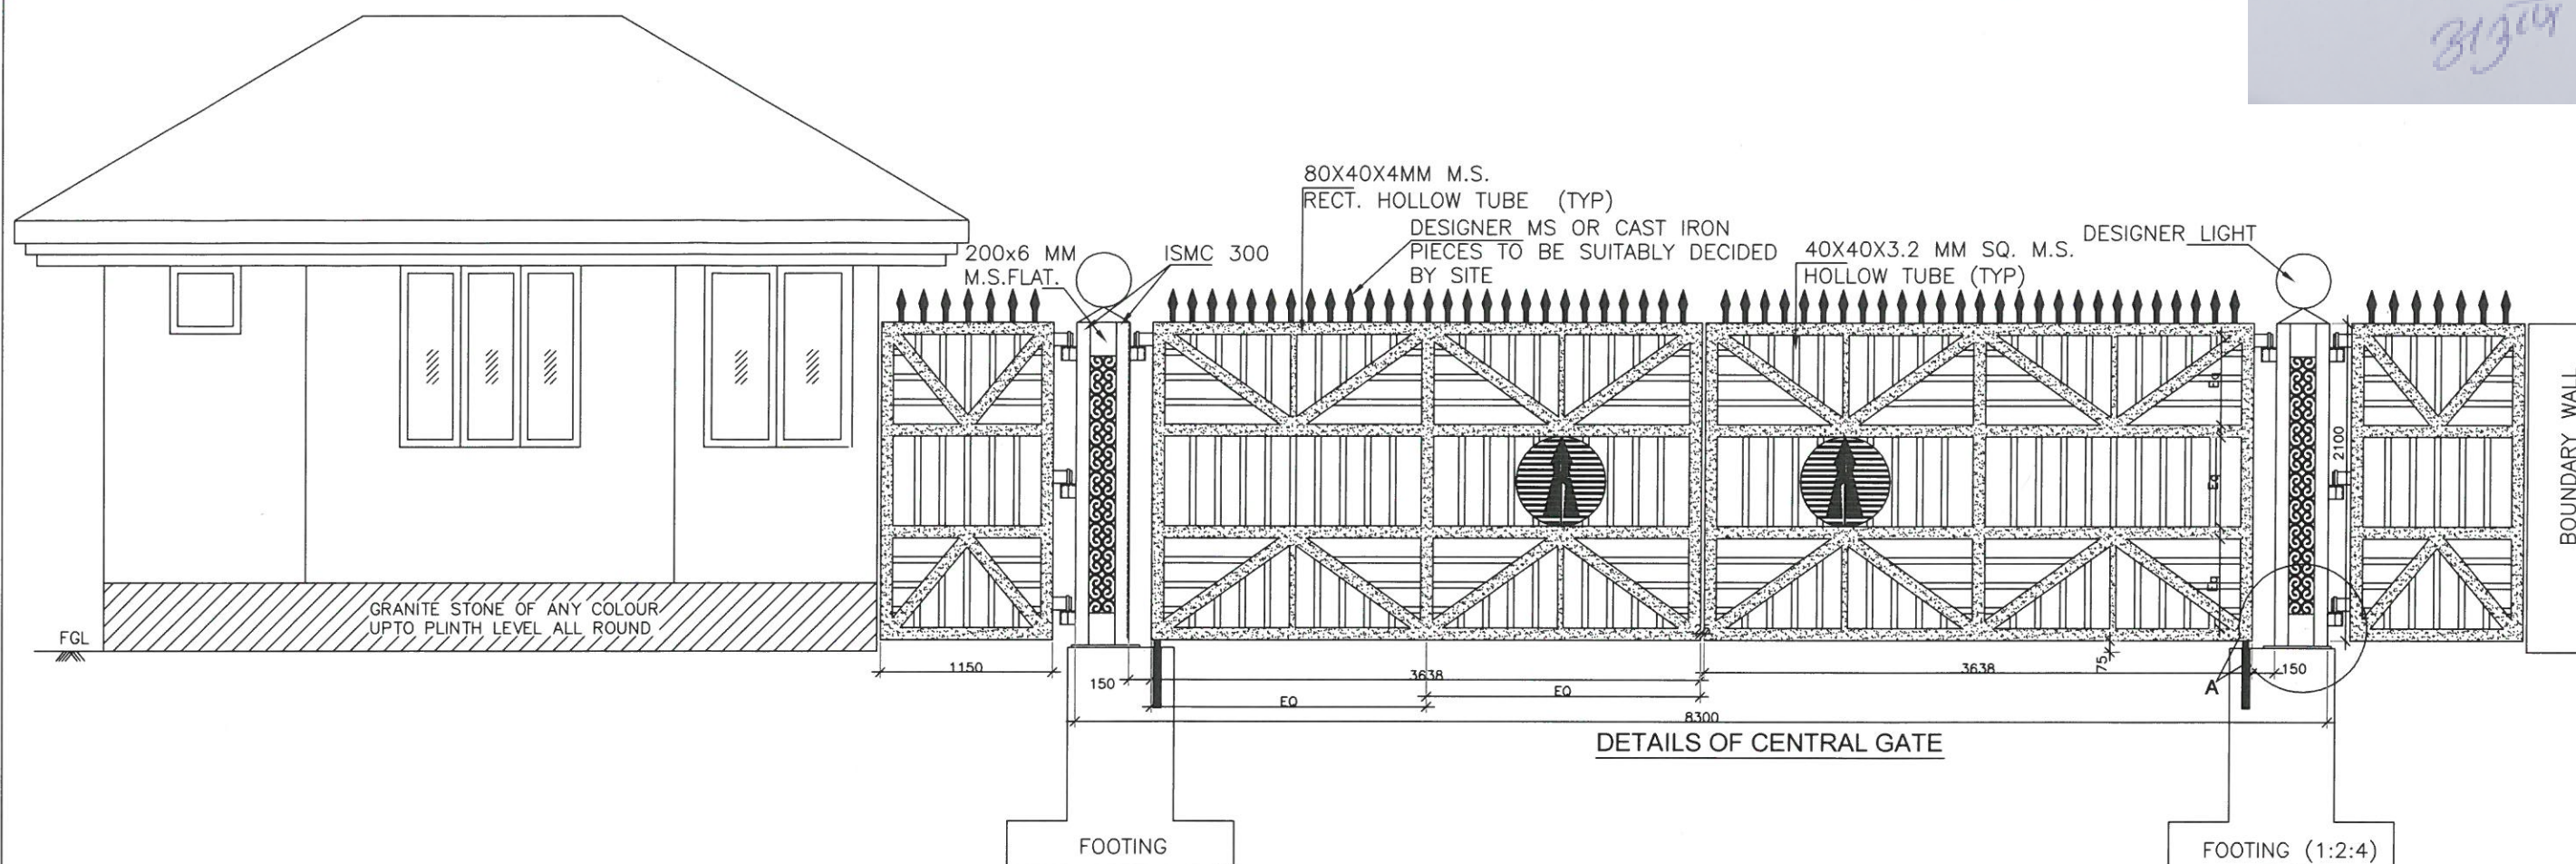 80X40X4MM M.S.
RECT. HOLLOW TUBE (TYP)
DESIGNER MS OR CAST IRON
PIECES TO BE SUITABLY DECIDED
BY SITE
200x6 MM
M.S.FLAT.
ISMC 300
40X40X3.2 MM SQ. M.S.
HOLLOW TUBE (TYP)
DESIGNER LIGHT
Eq
Eq
Eq
2100
BOUNDARY WALL
GRANITE STONE OF ANY COLOUR
UPTO PLINTH LEVEL ALL ROUND
FGL
1150
150
3638
3638
75
150
A
EQ
EQ
8300
DETAILS OF CENTRAL GATE
FOOTING
FOOTING (1:2:4)